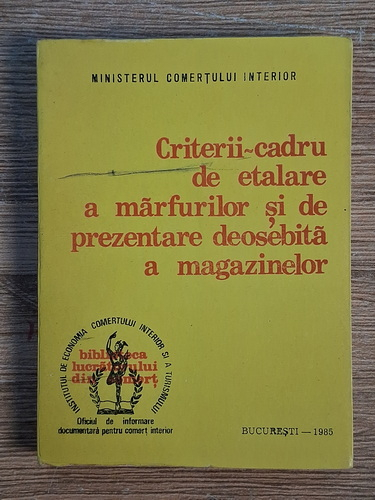 MINISTERUL COMERȚULUI INTERIOR
Criterii-cadru
de etalare
a mărfurilor și de
prezentare deosebită
a magazinelor
INSTITUTUL DE ECONOMIA COMERȚULUI INTERIOR ȘI A TURISMULUI
biblioteca
lucrătorului
din comerț
Oficiul de informare
documentară pentru comerț interior
BUCUREȘTI — 1985